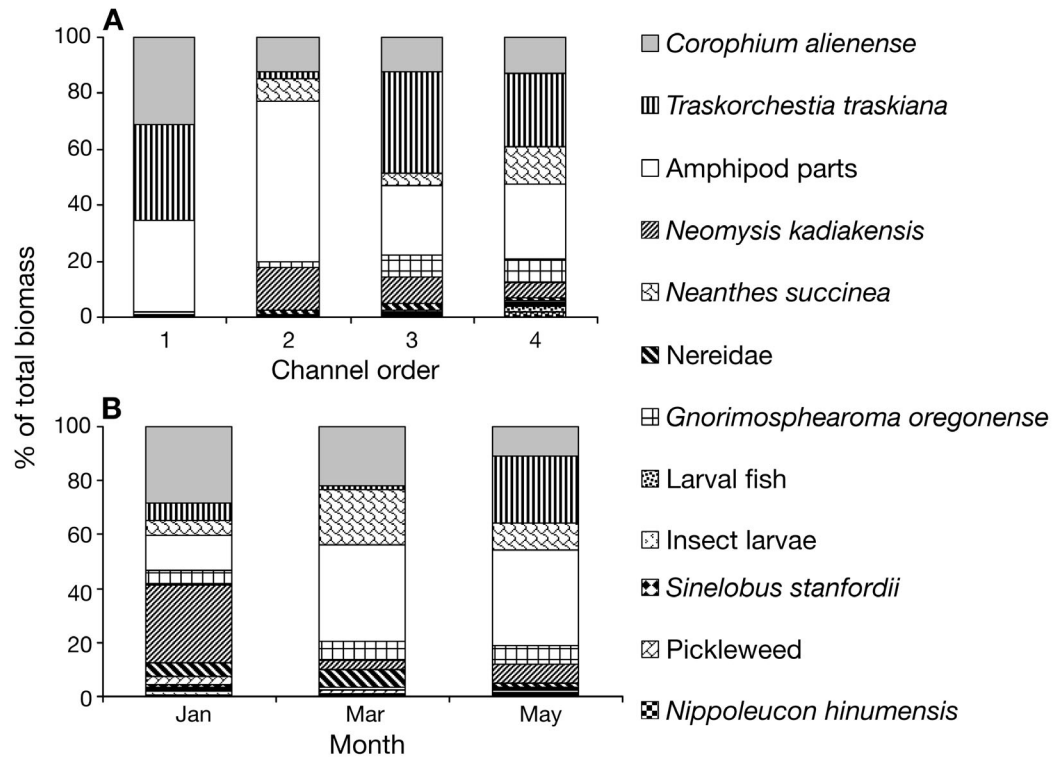 A
100
80
60
40
20
0
1 2 3 4
Channel order
% of total biomass
B
100
80
60
40
20
0
Jan Mar May
Month
Corophium alienense
Traskorchestia traskiana
Amphipod parts
Neomysis kadiakensis
Neanthes succinea
Nereidae
Gnorimosphearoma oregonense
Larval fish
Insect larvae
Sinelobus stanfordii
Pickleweed
Nippoleucon hinumensis